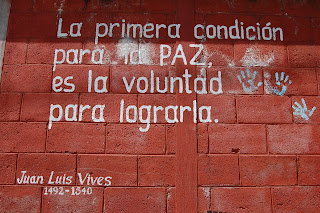 La primera condición
para la PAZ,
es la voluntad
para lograrla.
Juan Luis Vives
1492 - 1540